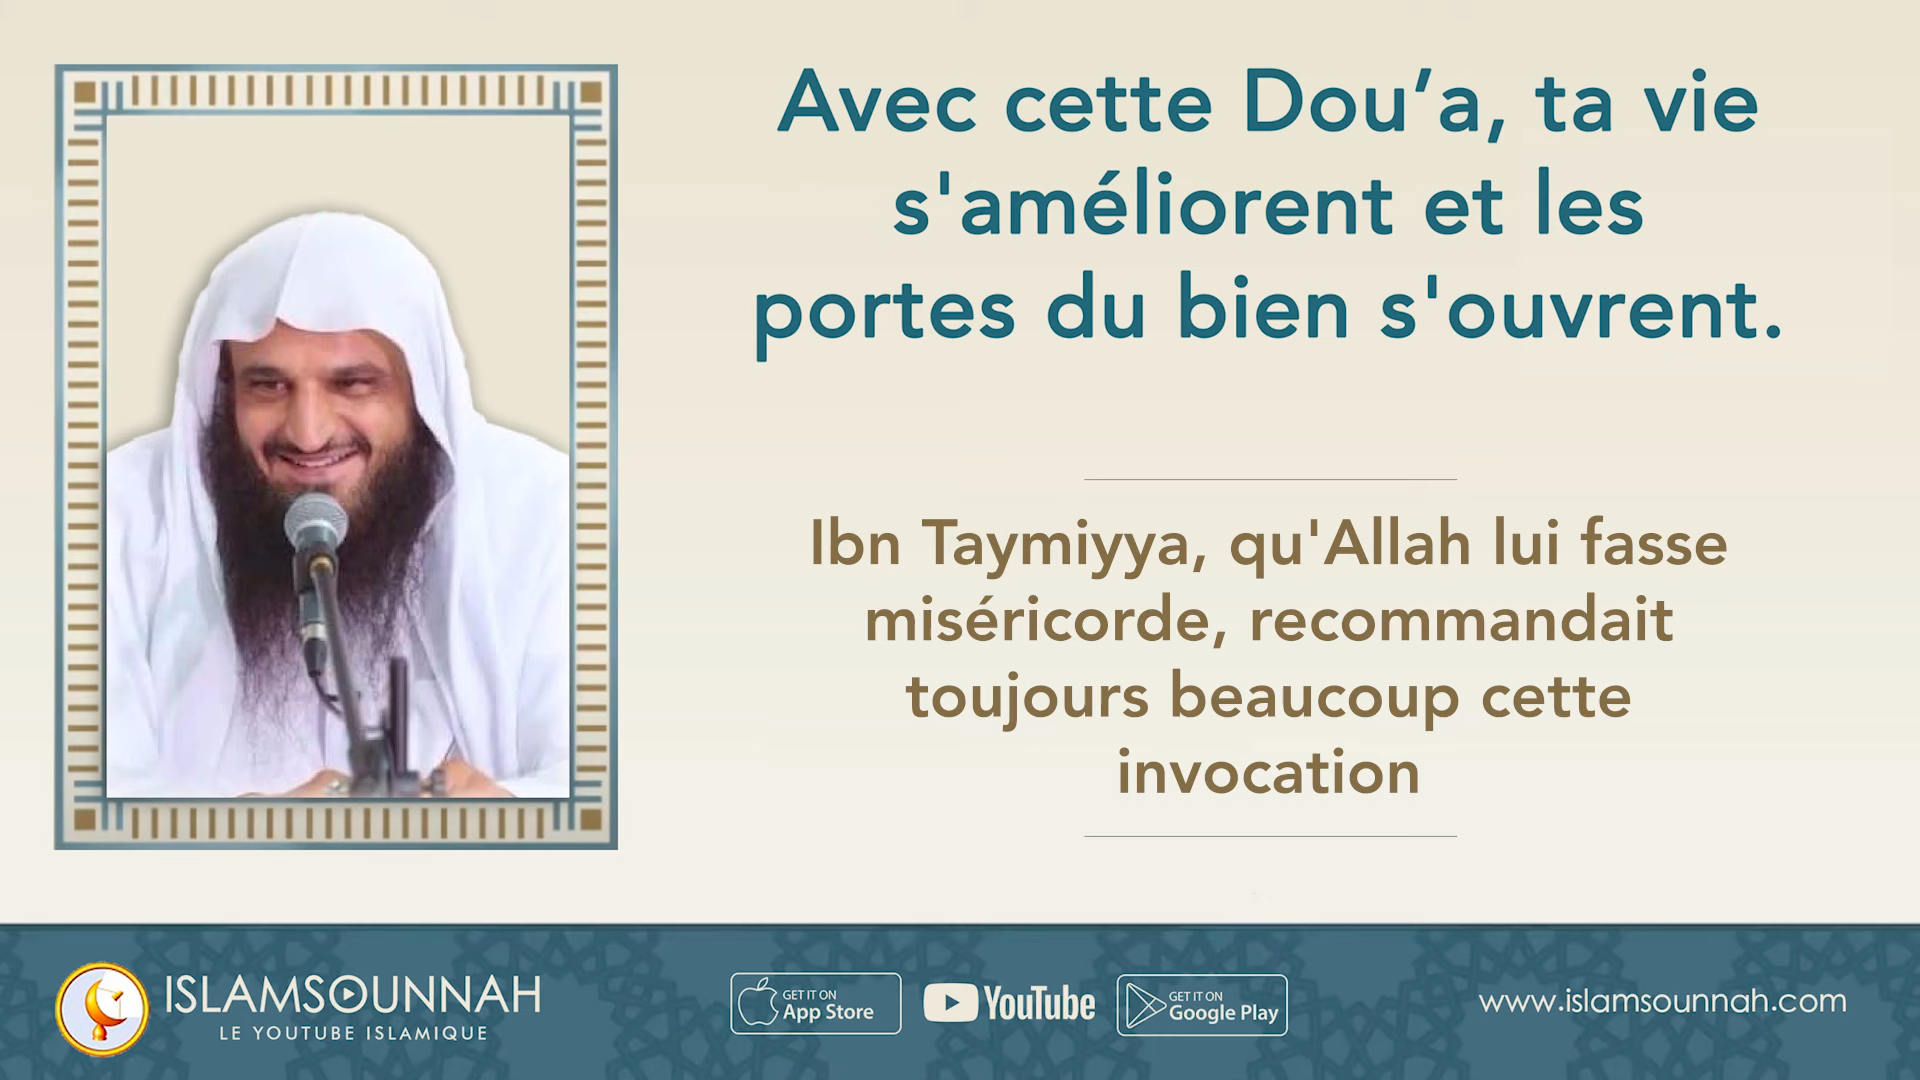 Avec cette Dou’a, ta vie
s'améliorent et les
portes du bien s'ouvrent.
Ibn Taymiyya, qu'Allah lui fasse
miséricorde, recommandait
toujours beaucoup cette
invocation
ISLAMSOUNNAH
LE YOUTUBE ISLAMIQUE
GET IT ON
App Store
YouTube
GET IT ON
Google Play
www.islamsounnah.com